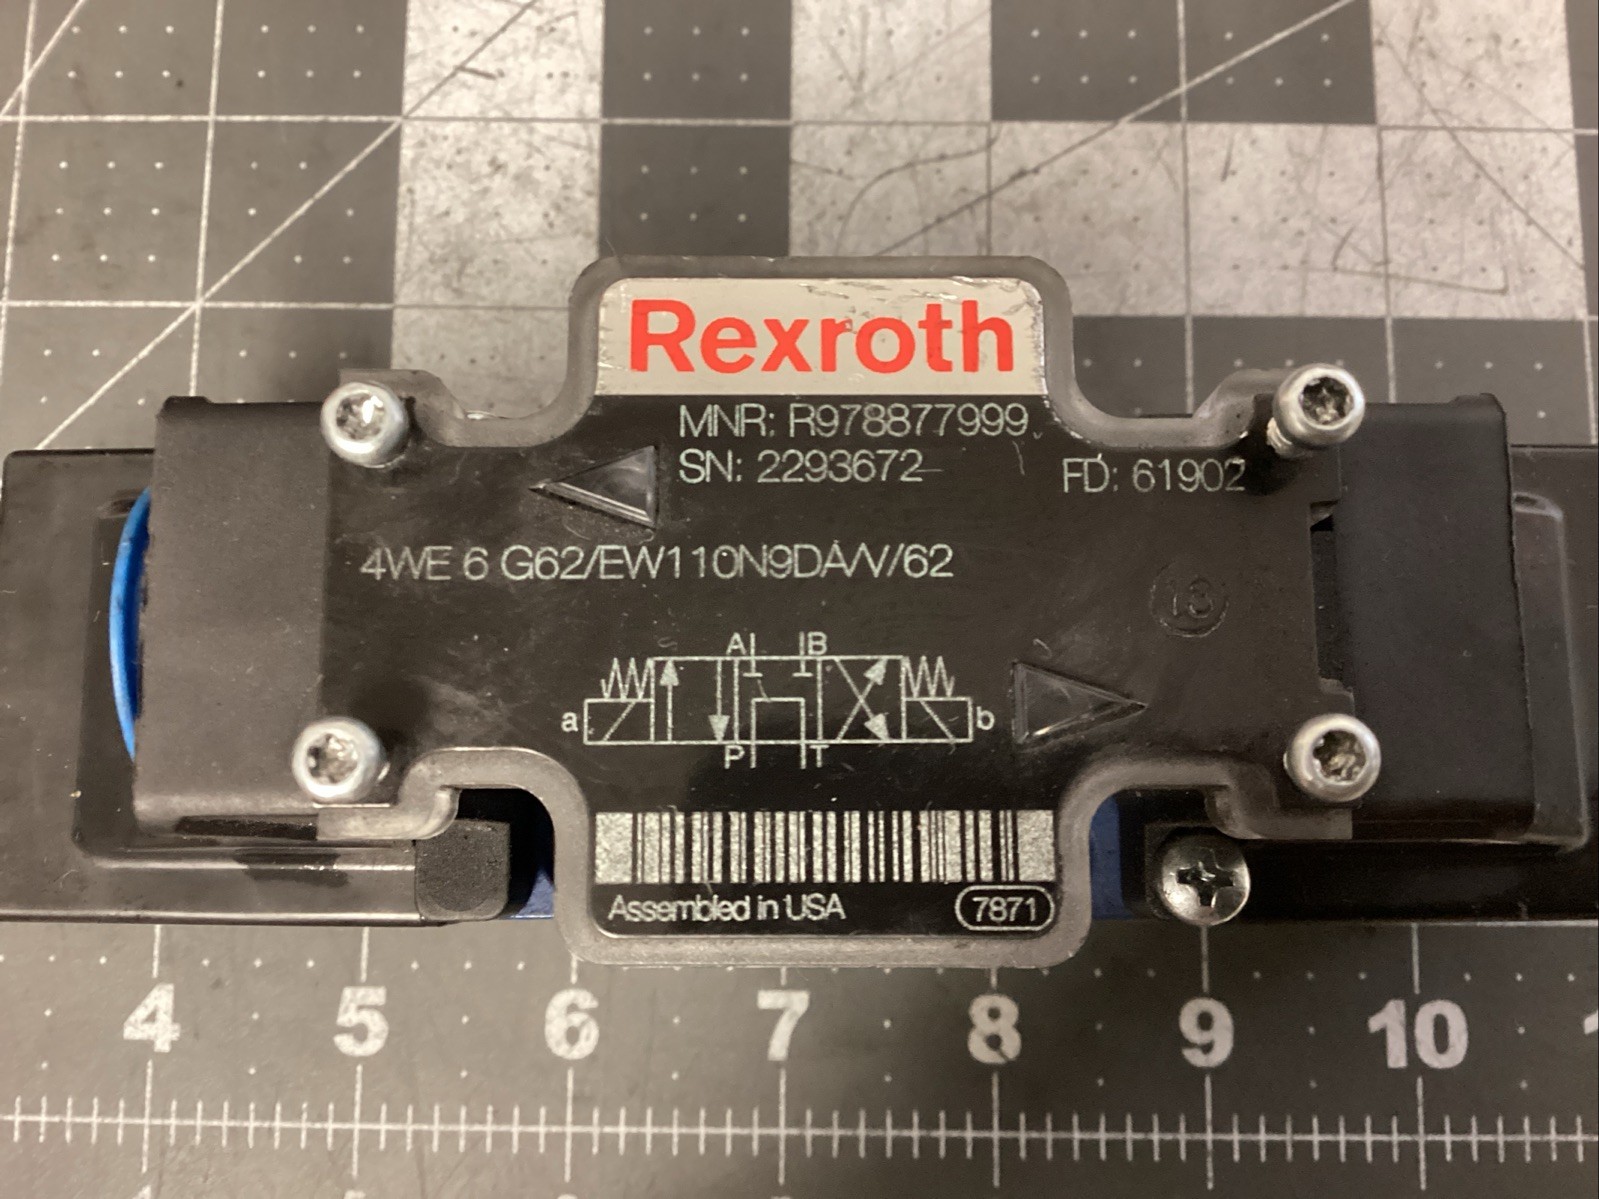 Rexroth
MNR: R978877999
SN: 2293672
FD: 61902
4WE 6 G62/EW110N9DA/V/62
13
A B
a b
P T
Assembled in USA
7871
4 5 6 7 8 9 10